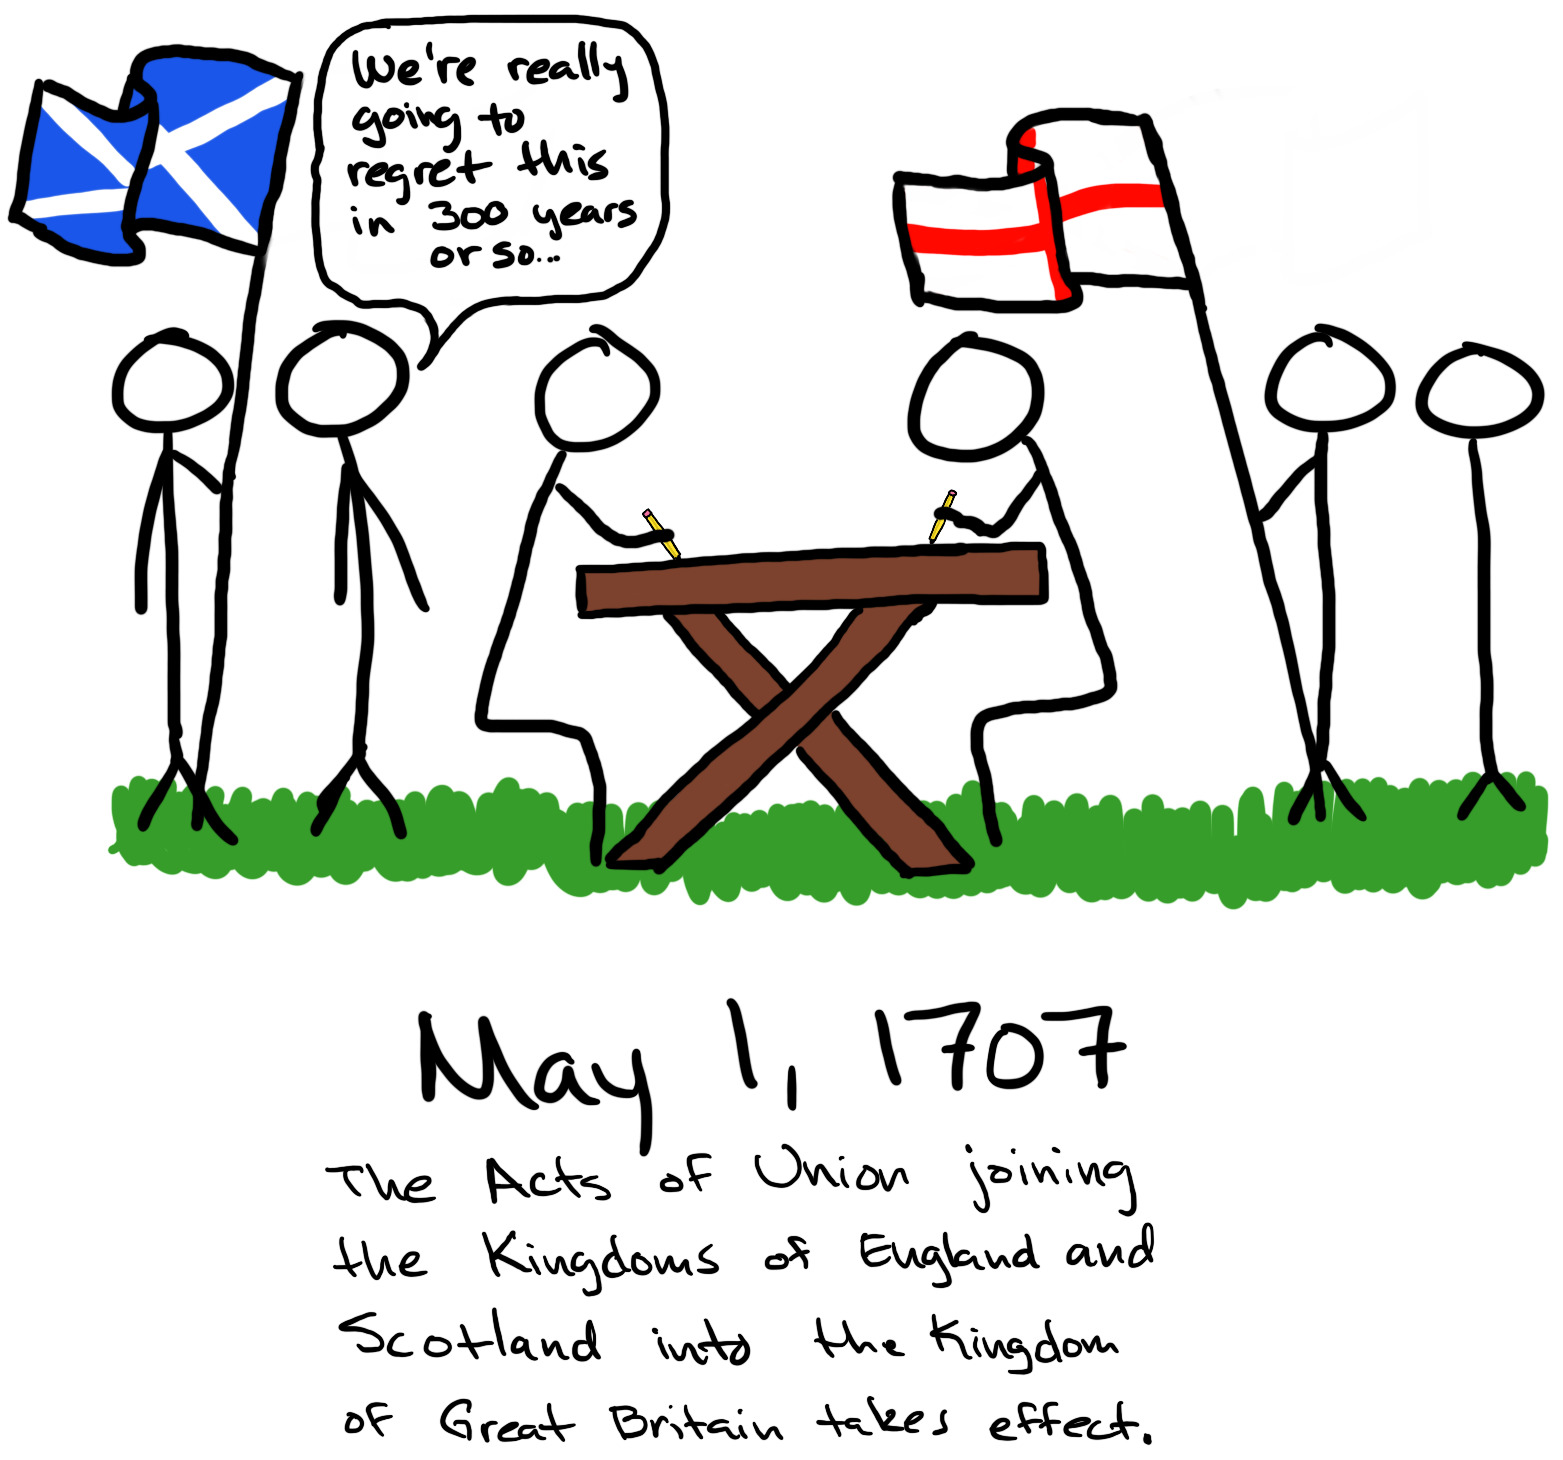 We're really
going to
regret this
in 300 years
or so...
May 1, 1707
The Acts of Union joining
the Kingdoms of England and
Scotland into the Kingdom
of Great Britain takes effect.